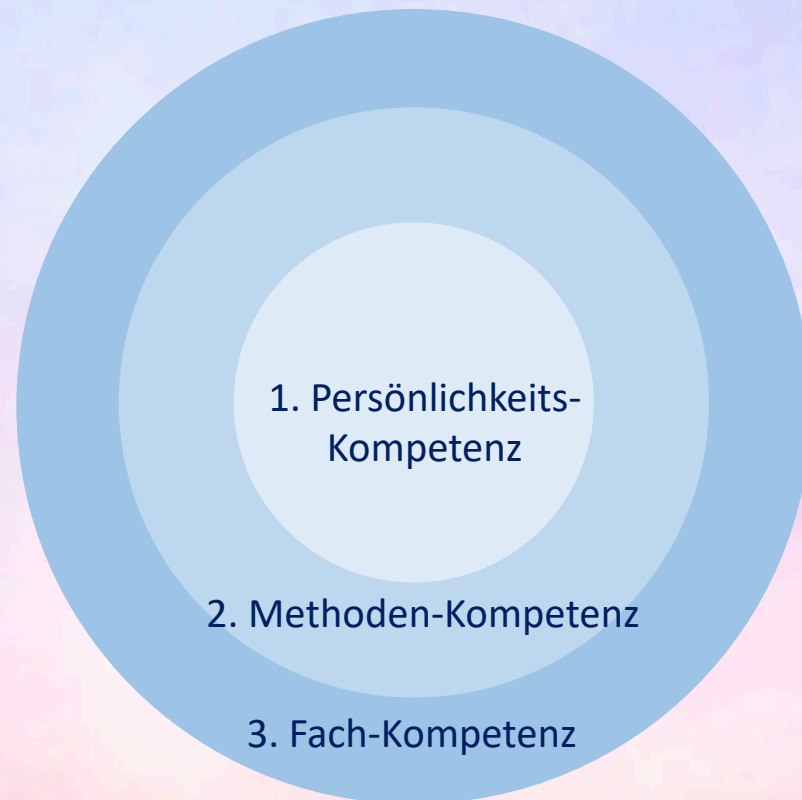 1. Persönlichkeits-
Kompetenz
2. Methoden-Kompetenz
3. Fach-Kompetenz